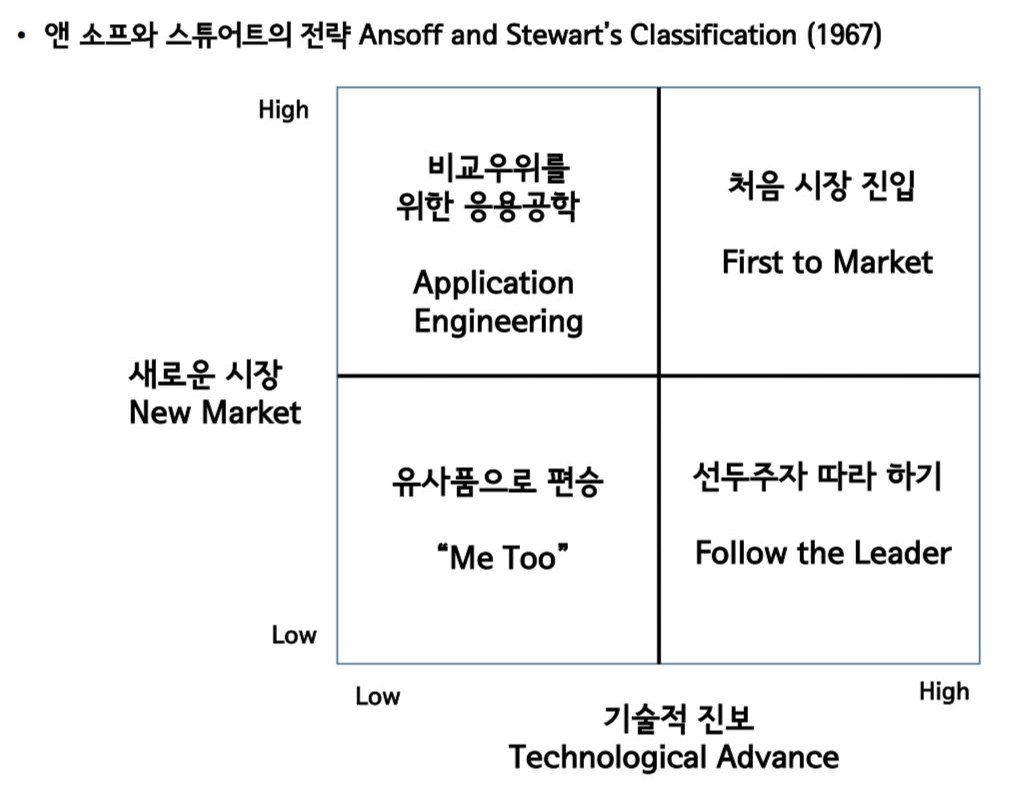 • 앤 소프와 스튜어트의 전략 Ansoff and Stewart's Classification (1967)
High
비교우위를
위한 응용공학
Application
Engineering
처음 시장 진입
First to Market
새로운 시장
New Market
유사품으로 편승
“Me Too”
선두주자 따라 하기
Follow the Leader
Low
Low
High
기술적 진보
Technological Advance